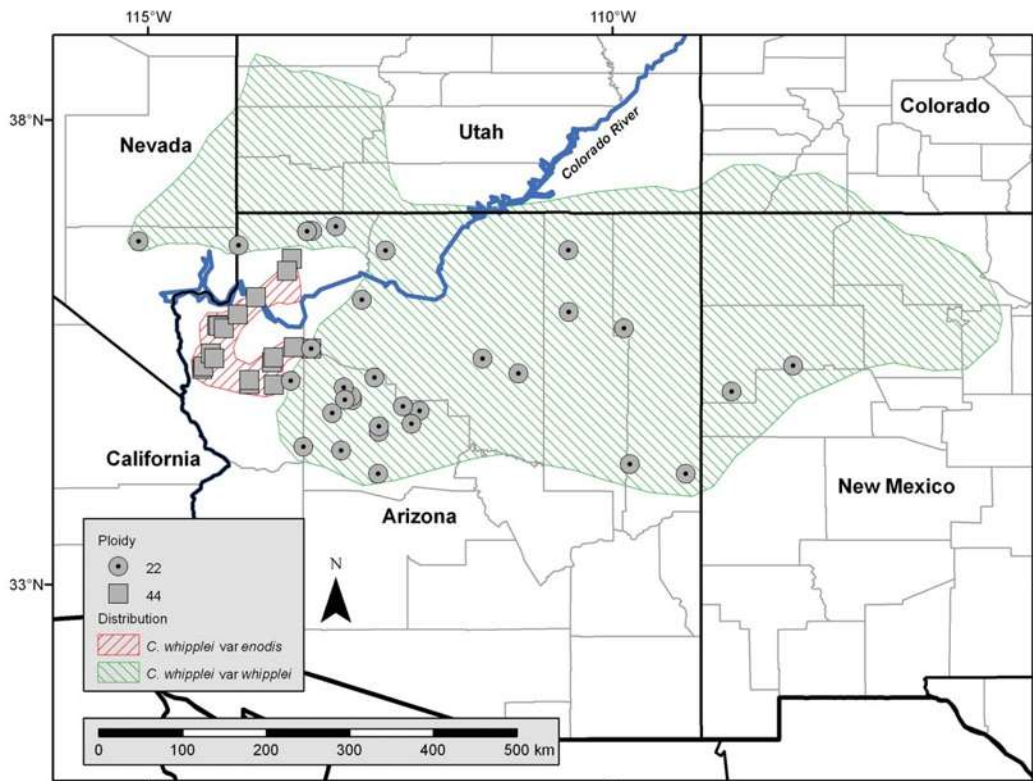 115°W 110°W
38°N
Nevada
Utah
Colorado River
Colorado
California
Arizona
New Mexico
33°N
N
Ploidy
22
44
Distribution
C. whipplei var enodis
C. whipplei var whipplei
0 100 200 300 400 500 km